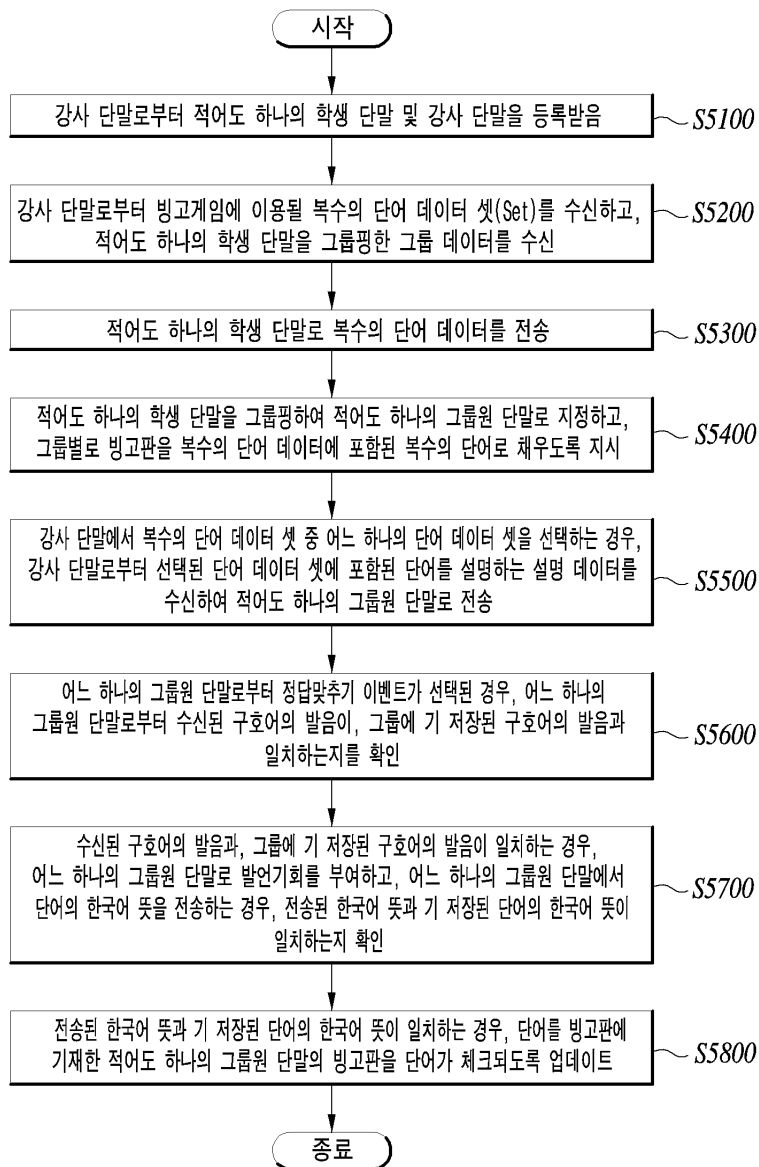 시작
강사 단말로부터 적어도 하나의 학생 단말 및 강사 단말을 등록받음
S5100
강사 단말로부터 빙고게임에 이용될 복수의 단어 데이터 셋(Set)를 수신하고,
적어도 하나의 학생 단말을 그룹핑한 그룹 데이터를 수신
S5200
적어도 하나의 학생 단말로 복수의 단어 데이터를 전송
S5300
적어도 하나의 학생 단말을 그룹핑하여 적어도 하나의 그룹원 단말로 지정하고,
그룹별로 빙고판을 복수의 단어 데이터에 포함된 복수의 단어로 채우도록 지시
S5400
강사 단말에서 복수의 단어 데이터 셋 중 어느 하나의 단어 데이터 셋을 선택하는 경우,
강사 단말로부터 선택된 단어 데이터 셋에 포함된 단어를 설명하는 설명 데이터를
수신하여 적어도 하나의 그룹원 단말로 전송
S5500
어느 하나의 그룹원 단말로부터 정답맞추기 이벤트가 선택된 경우, 어느 하나의
그룹원 단말로부터 수신된 구호어의 발음이, 그룹에 기 저장된 구호어의 발음과
일치하는지를 확인
S5600
수신된 구호어의 발음과, 그룹에 기 저장된 구호어의 발음이 일치하는 경우,
어느 하나의 그룹원 단말로 발언기회를 부여하고, 어느 하나의 그룹원 단말에서
단어의 한국어 뜻을 전송하는 경우, 전송된 한국어 뜻과 기 저장된 단어의 한국어 뜻이
일치하는지 확인
S5700
전송된 한국어 뜻과 기 저장된 단어의 한국어 뜻이 일치하는 경우, 단어를 빙고판에
기재한 적어도 하나의 그룹원 단말의 빙고판을 단어가 체크되도록 업데이트
S5800
종료